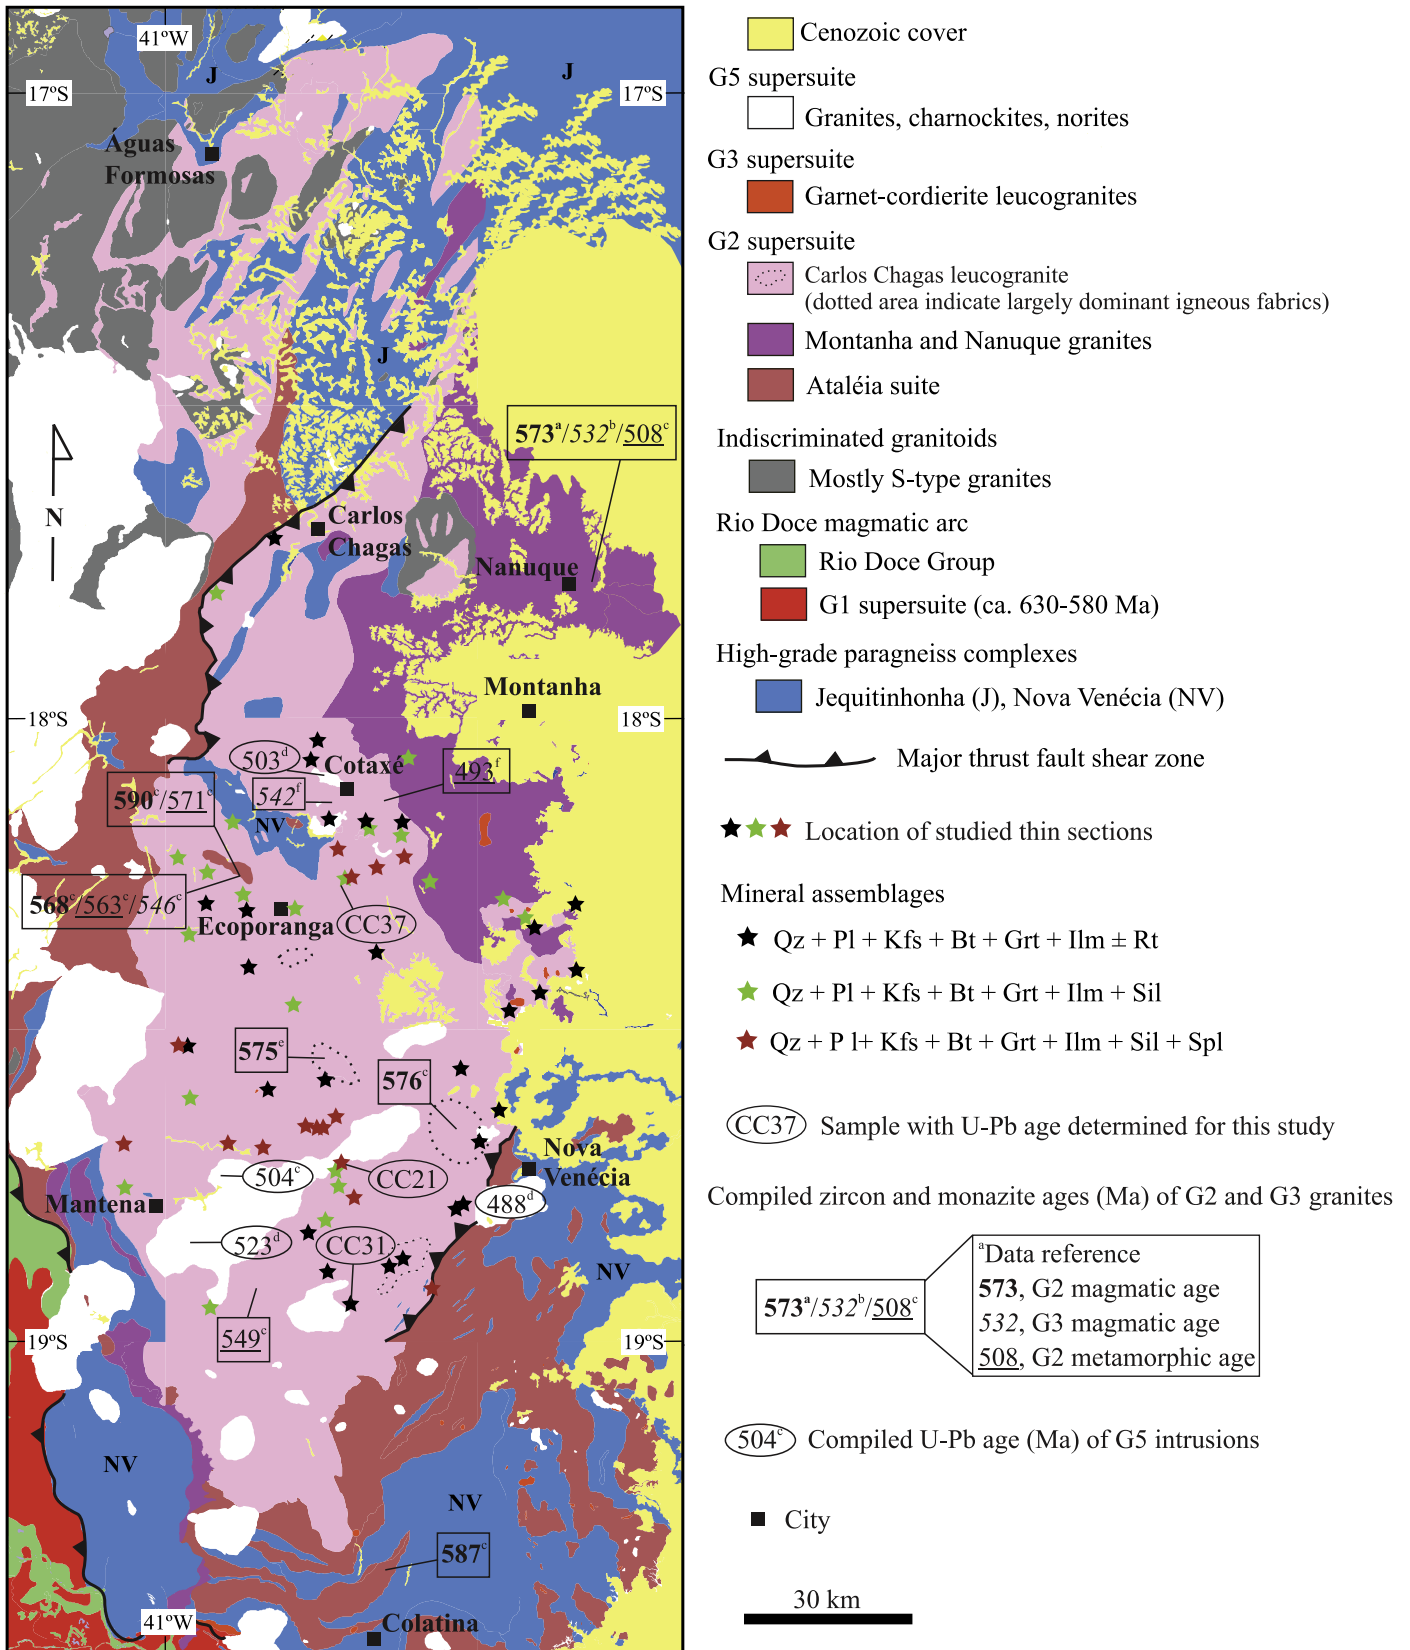 41ºW
J
J
17ºS
17ºS
Águas
Formosas
J
573ᵃ/532ᵇ/508ᶜ
N
Carlos
Chagas
Nanuque
Montanha
18ºS
18ºS
503ᵈ
Cotaxé
493ᶠ
542ᶠ
590ᶜ/571ᶜ
NV
568ᶜ/563ᶜ/546ᶜ
Ecoporanga
CC37
575ᵉ
576ᶜ
Nova
Venécia
504ᶜ
CC21
Mantena
488ᵈ
523ᵈ
CC31
NV
549ᶜ
19ºS
19ºS
NV
NV
587ᶜ
41ºW
Colatina
Cenozoic cover
G5 supersuite
Granites, charnockites, norites
G3 supersuite
Garnet-cordierite leucogranites
G2 supersuite
Carlos Chagas leucogranite
(dotted area indicate largely dominant igneous fabrics)
Montanha and Nanuque granites
Ataléia suite
Indiscriminated granitoids
Mostly S-type granites
Rio Doce magmatic arc
Rio Doce Group
G1 supersuite (ca. 630-580 Ma)
High-grade paragneiss complexes
Jequitinhonha (J), Nova Venécia (NV)
Major thrust fault shear zone
Location of studied thin sections
Mineral assemblages
Qz + Pl + Kfs + Bt + Grt + Ilm ± Rt
Qz + Pl + Kfs + Bt + Grt + Ilm + Sil
Qz + P l+ Kfs + Bt + Grt + Ilm + Sil + Spl
CC37 Sample with U-Pb age determined for this study
Compiled zircon and monazite ages (Ma) of G2 and G3 granites
ᵃData reference
573ᵃ/532ᵇ/508ᶜ
573, G2 magmatic age
532, G3 magmatic age
508, G2 metamorphic age
504ᶜ Compiled U-Pb age (Ma) of G5 intrusions
City
30 km